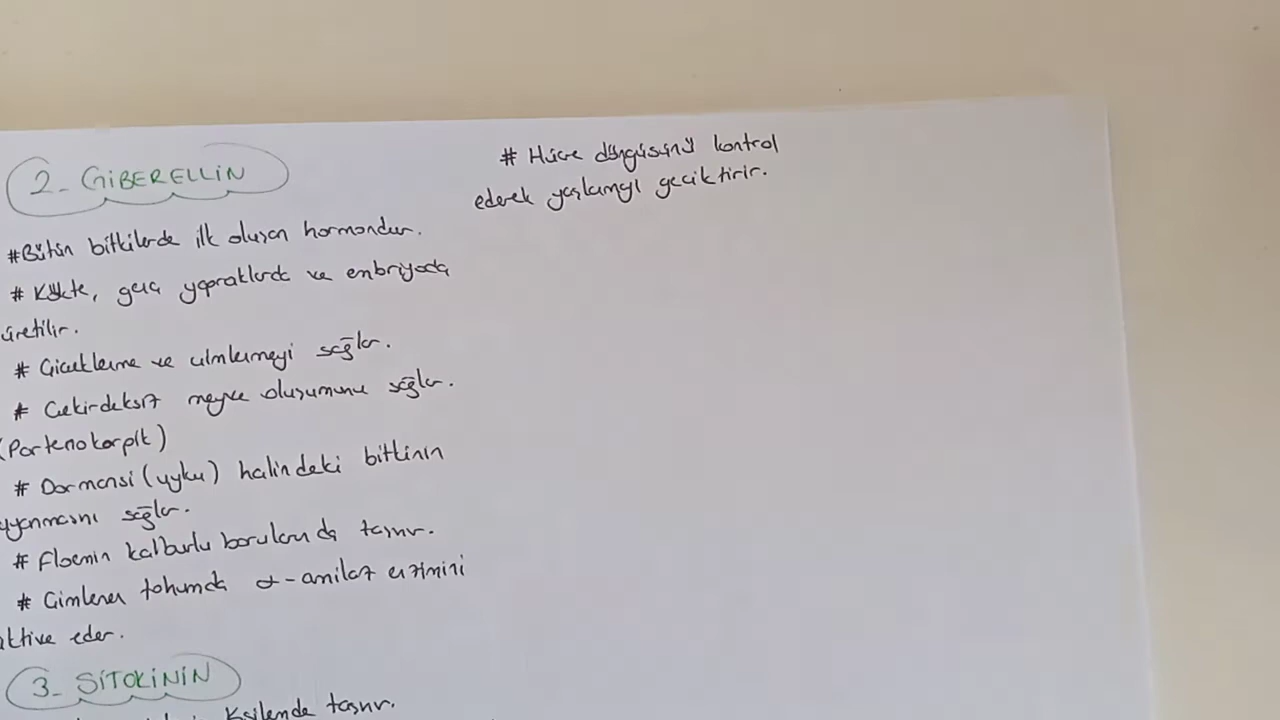 2- GİBERELLİN
#Bütün bitkilerde ilk oluşan hormondur.
# Kökte, genç yapraklarda ve embriyoda
üretilir.
# Çiçeklenme ve çimlenmeyi sağlar.
# Çekirdeksiz meyve oluşumunu sağlar.
(Partenokarpik)
# Dormansi (uyku) halindeki bitkinin
uyanmasını sağlar.
# Floemin kalburlu borularında taşınır.
# Çimlenen tohumda α-amilaz enzimini
aktive eder.
3- SİTOKİNİN
Ksilemde taşınır.
# Hücre döngüsünü kontrol
ederek yaşlanmayı geciktirir.